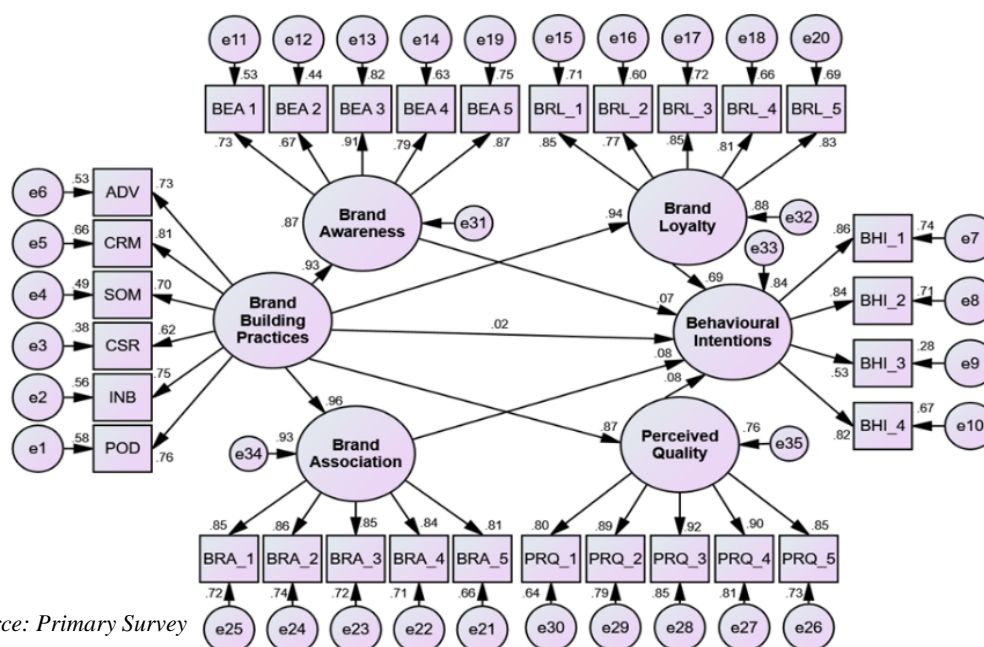 e11 e12 e13 e14 e19 e15 e16 e17 e18 e20
.53 .44 .82 .63 .75 .71 .60 .72 .66 .69
BEA 1 BEA 2 BEA 3 BEA 4 BEA 5 BRL_1 BRL_2 BRL_3 BRL_4 BRL_5
.73 .67 .91 .79 .87 .85 .77 .85 .81 .83
e6 .53 ADV .73
e5 .66 CRM .81
e4 .49 SOM .70
e3 .38 CSR .62
e2 .56 INB .75
e1 .58 POD .76
Brand
Awareness
.87 e31
Brand
Loyalty
.94 .88 e32
e33
.84
Brand
Building
Practices
.93
.69
.07
.02
.08
.08
Behavioural
Intentions
.86 BHI_1 .74 e7
.84 BHI_2 .71 e8
.53 BHI_3 .28 e9
.82 BHI_4 .67 e10
.96
e34 .93
Brand
Association
.87
Perceived
Quality
.76 e35
.85 .86 .85 .84 .81 .80 .89 .92 .90 .85
BRA_1 BRA_2 BRA_3 BRA_4 BRA_5 PRQ_1 PRQ_2 PRQ_3 PRQ_4 PRQ_5
.72 .74 .72 .71 .66 .64 .79 .85 .81 .73
e25 e24 e23 e22 e21 e30 e29 e28 e27 e26
rce: Primary Survey